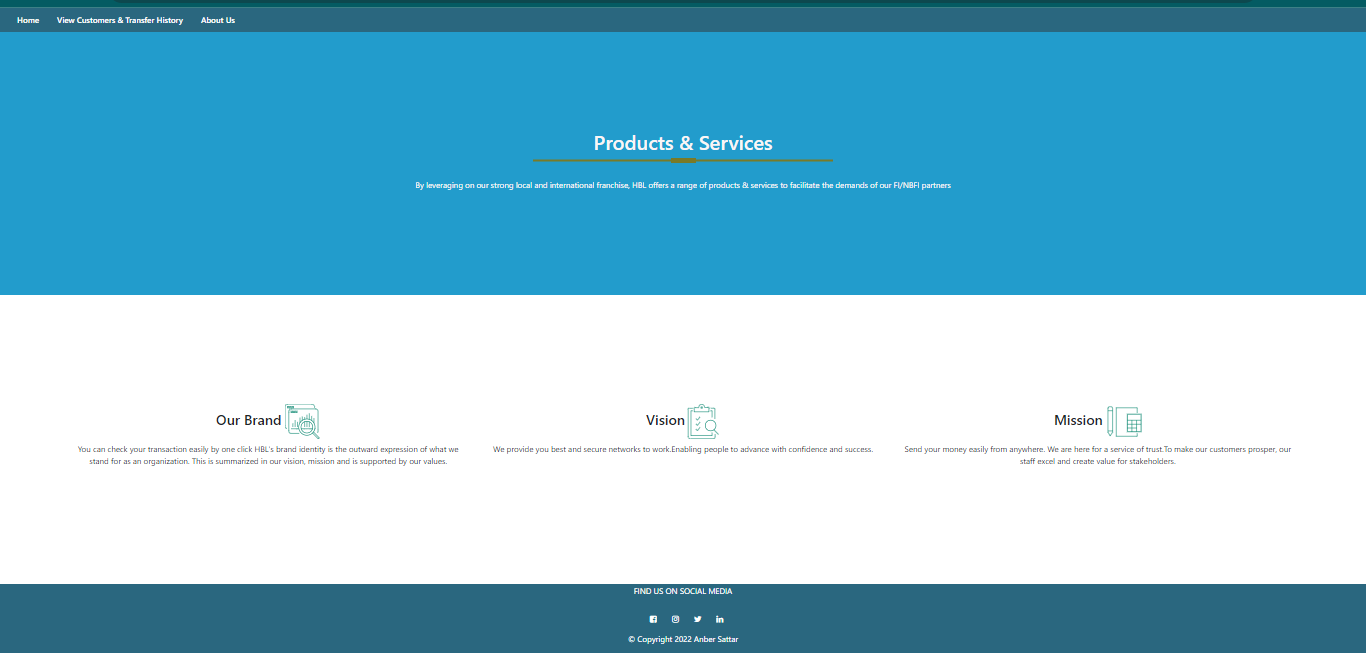 Home View Customers & Transfer History About Us
Products & Services
By leveraging on our strong local and international franchise, HBL offers a range of products & services to facilitate the demands of our FI/NBFI partners
Our Brand
You can check your transaction easily by one click HBL's brand identity is the outward expression of what we
stand for as an organization. This is summarized in our vision, mission and is supported by our values.
Vision
We provide you best and secure networks to work.Enabling people to advance with confidence and success.
Mission
Send your money easily from anywhere. We are here for a service of trust.To make our customers prosper, our
staff excel and create value for stakeholders.
FIND US ON SOCIAL MEDIA
© Copyright 2022 Anber Sattar